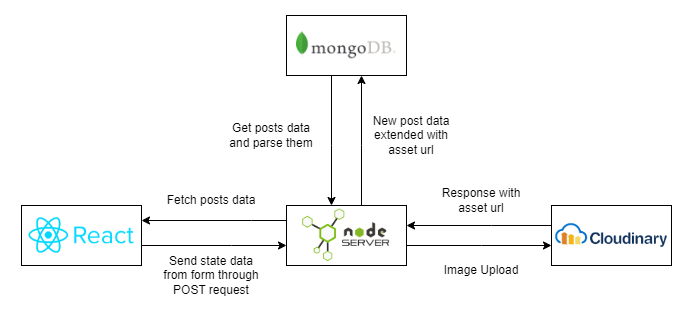 mongoDB.
Get posts data
and parse them
New post data
extended with
asset url
Fetch posts data
Response with
asset url
React
node
SERVER
Cloudinary
Send state data
from form through
POST request
Image Upload